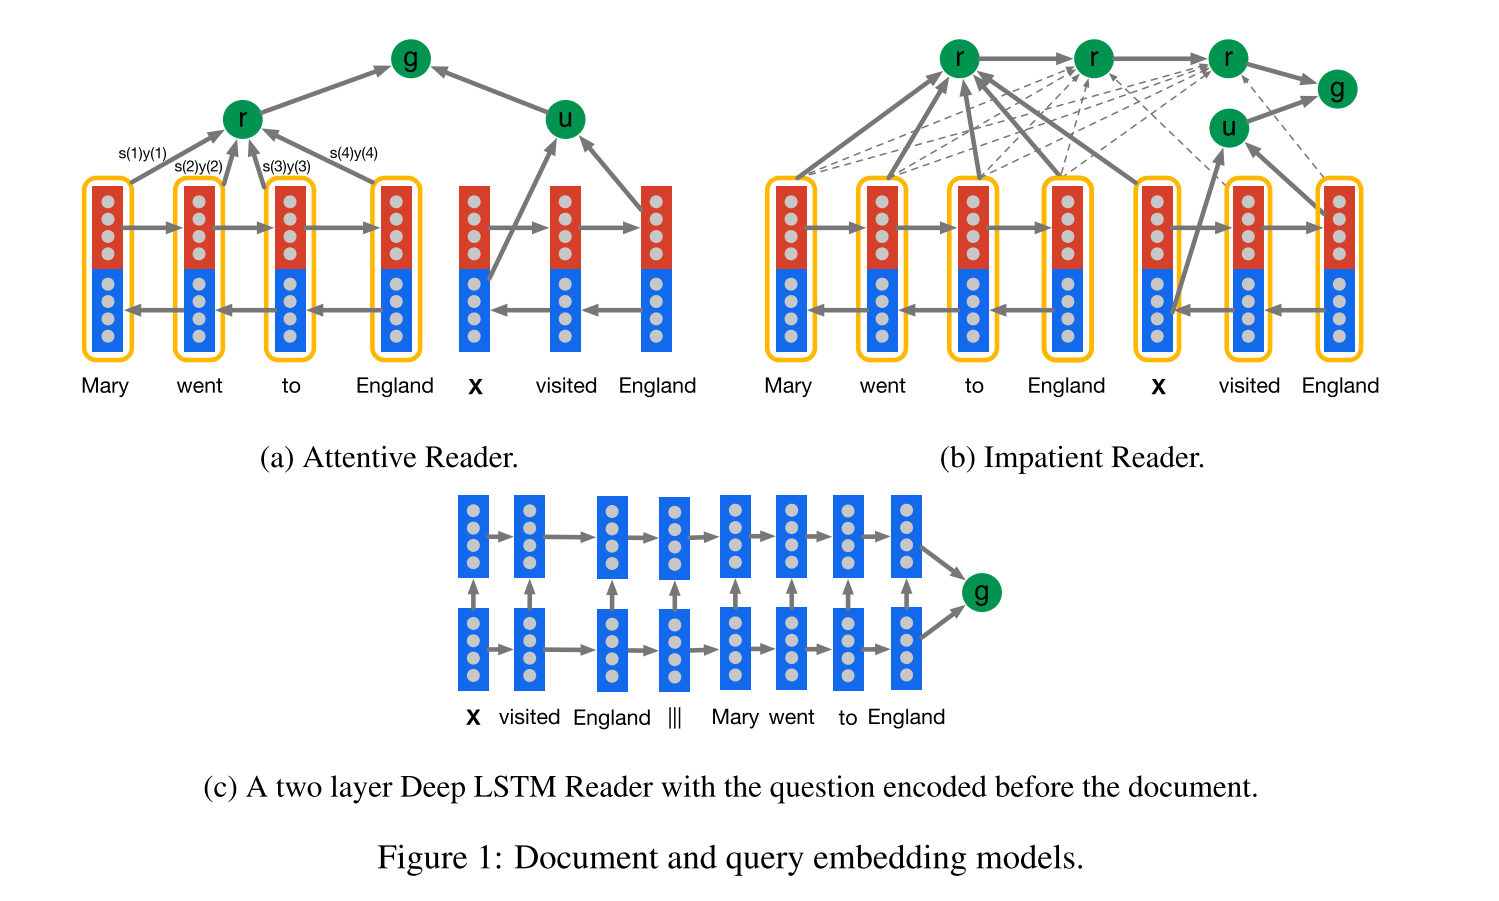 g
r
u
s(1)y(1)
s(2)y(2)
s(3)y(3)
s(4)y(4)
Mary went to England X visited England
(a) Attentive Reader.
r r r
g
u
Mary went to England X visited England
(b) Impatient Reader.
g
X visited England ||| Mary went to England
(c) A two layer Deep LSTM Reader with the question encoded before the document.
Figure 1: Document and query embedding models.